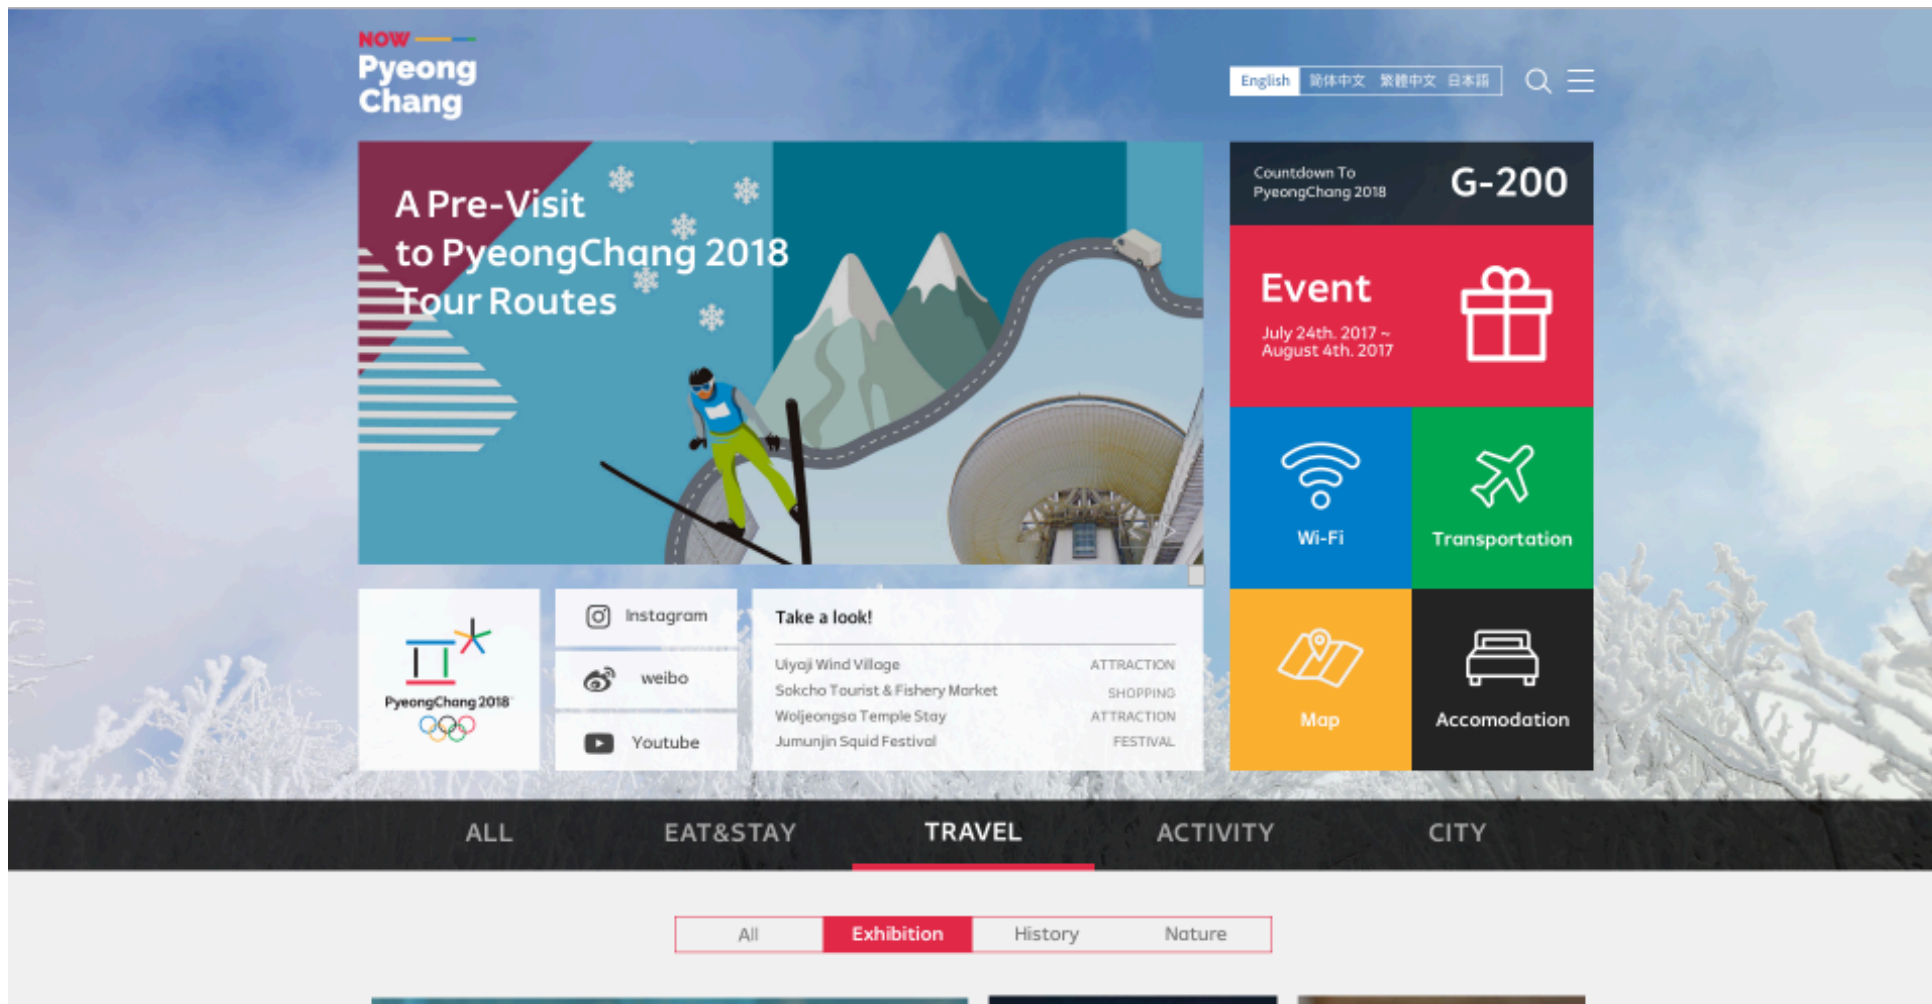 NOW
Pyeong
Chang
English 简体中文 繁體中文 日本語
A Pre-Visit
to PyeongChang 2018
Tour Routes
Countdown To
PyeongChang 2018
G-200
Event
July 24th. 2017 ~
August 4th. 2017
Wi-Fi
Transportation
PyeongChang 2018
Instagram
weibo
Youtube
Take a look!
Uiyaji Wind Village ATTRACTION
Sokcho Tourist & Fishery Market SHOPPING
Woljeongsa Temple Stay ATTRACTION
Jumunjin Squid Festival FESTIVAL
Map
Accomodation
ALL EAT&STAY TRAVEL ACTIVITY CITY
All Exhibition History Nature